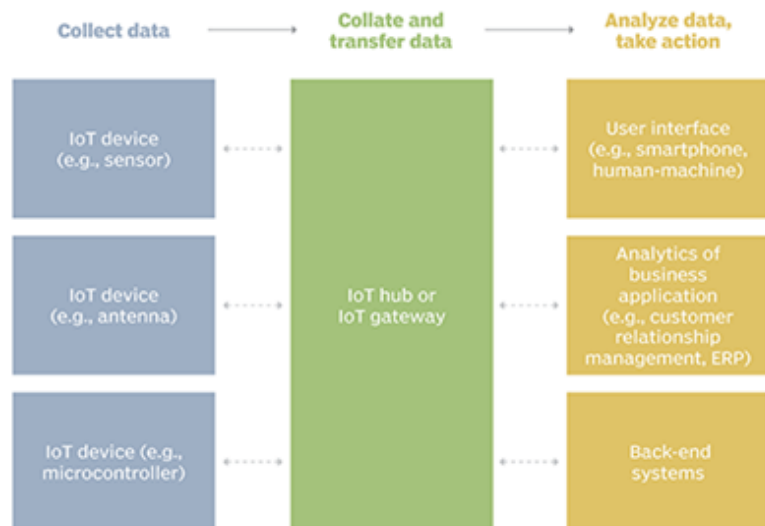 Collect data
Collate and
transfer data
Analyze data,
take action
IoT device
(e.g., sensor)
IoT device
(e.g., antenna)
IoT device (e.g.,
microcontroller)
IoT hub or
IoT gateway
User interface
(e.g., smartphone,
human-machine)
Analytics of
business
application
(e.g., customer
relationship
management, ERP)
Back-end
systems